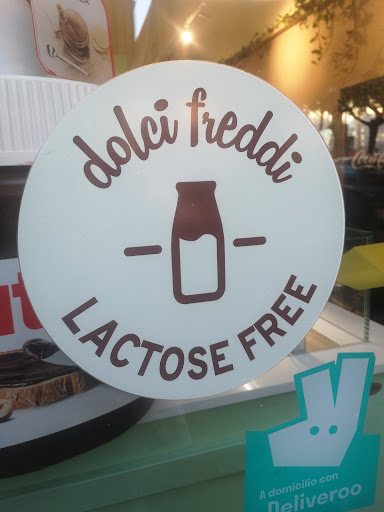 dolci freddi
LACTOSE FREE
A domicilio con
Deliveroo